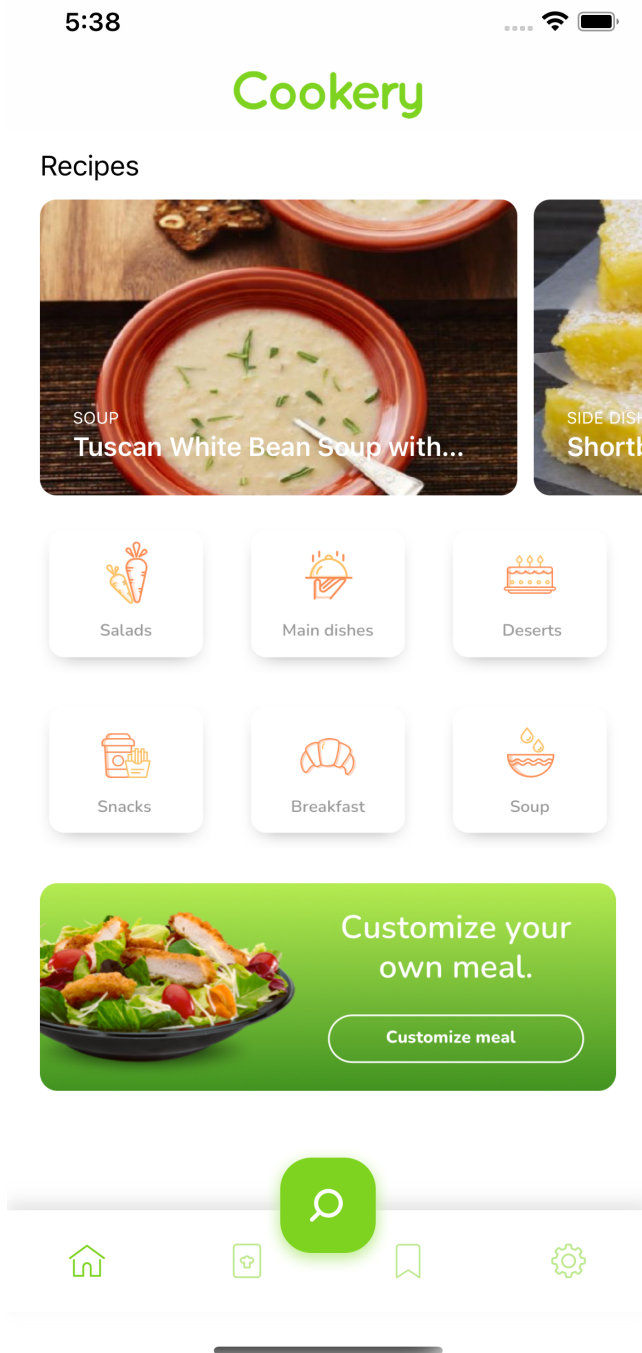 5:38
Cookery
Recipes
SOUP
Tuscan White Bean Soup with...
SIDE DISH
Shortb
Salads
Main dishes
Deserts
Snacks
Breakfast
Soup
Customize your
own meal.
Customize meal